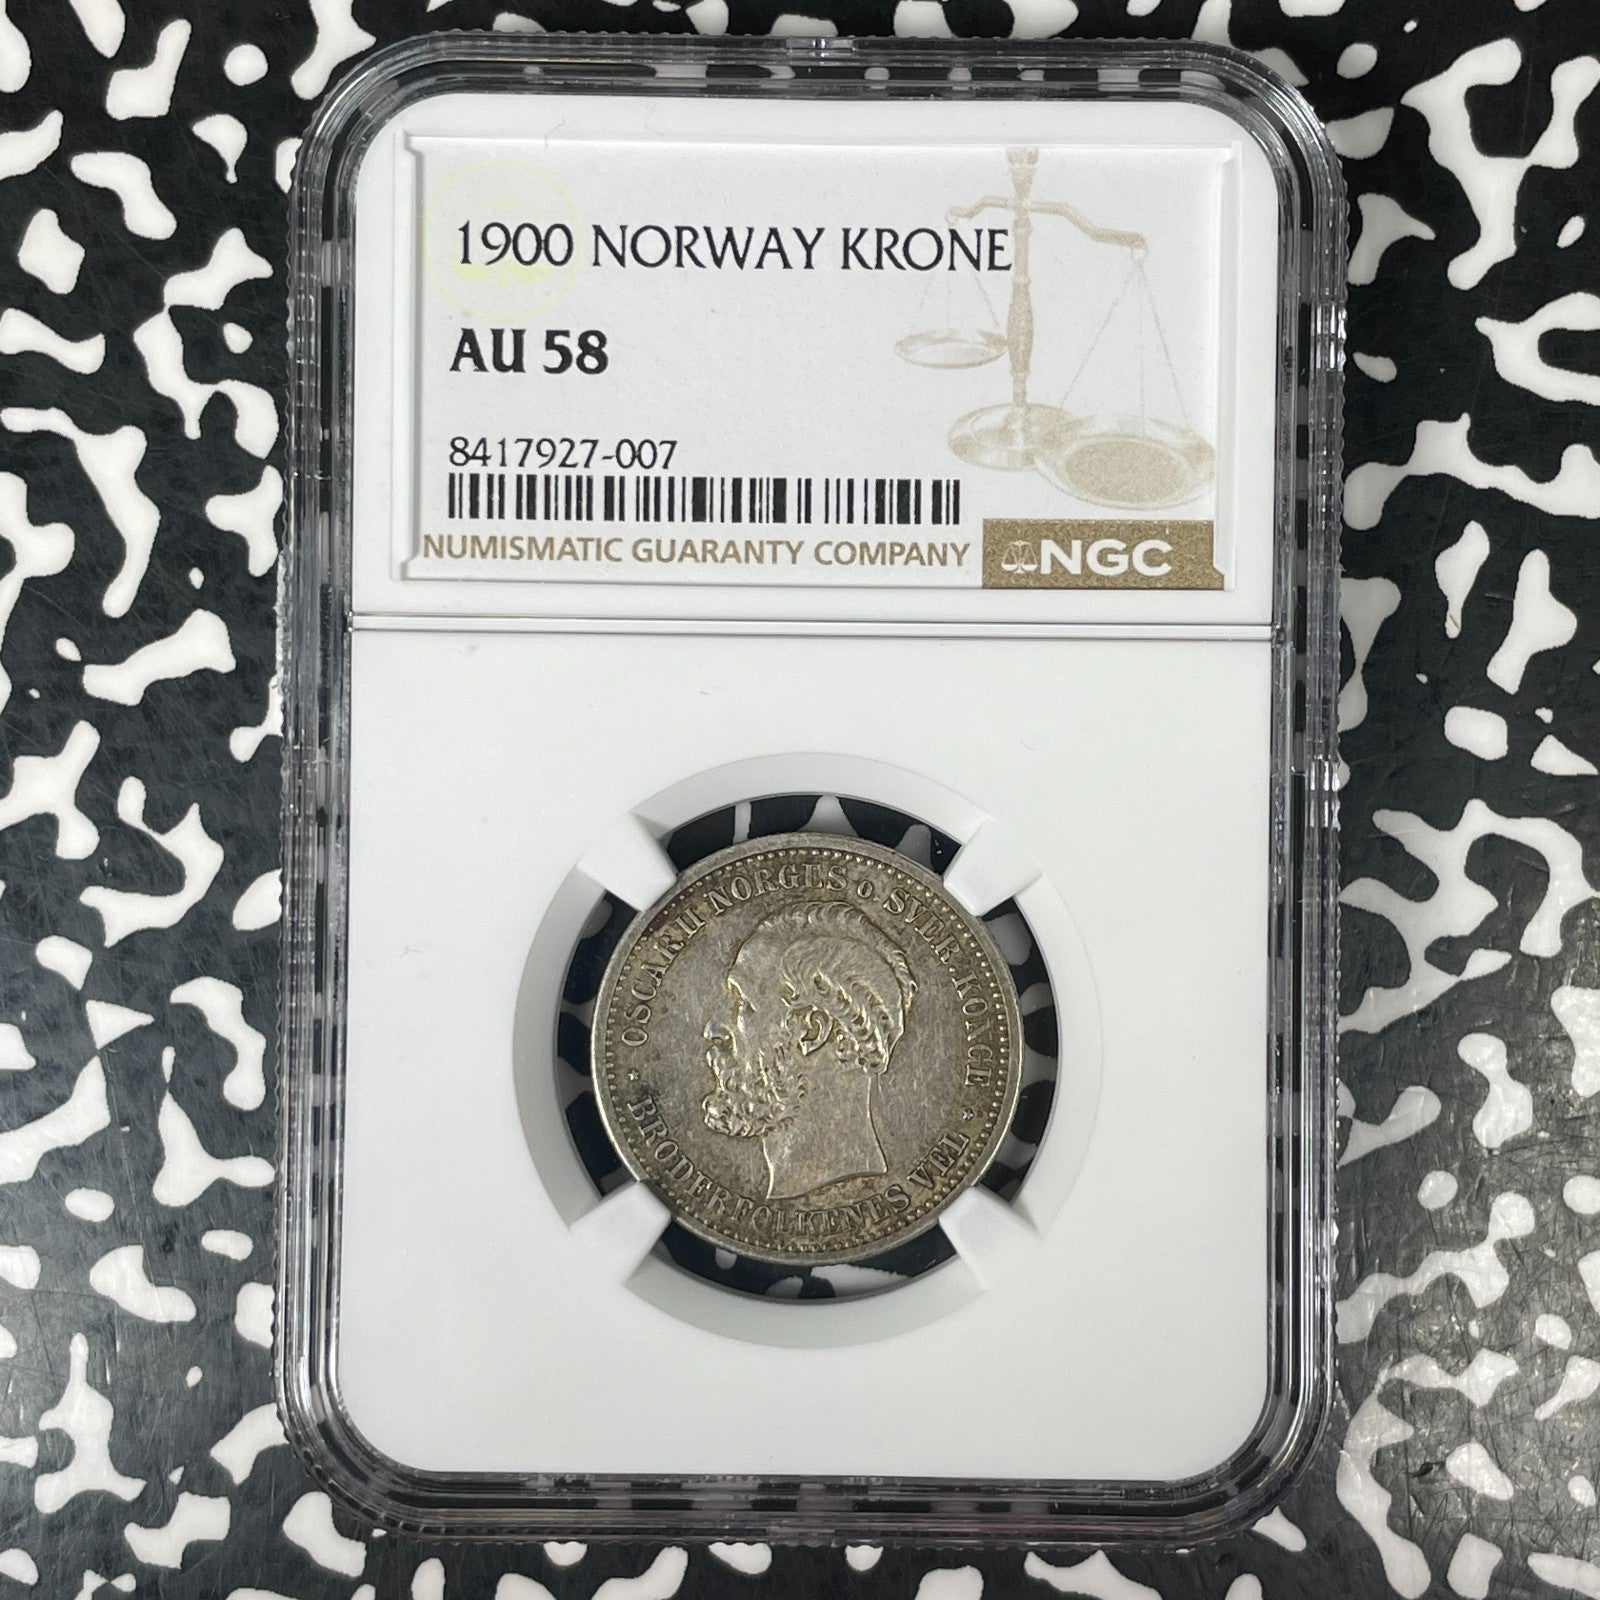 1900 NORWAY KRONE
AU 58
8417927-007
NUMISMATIC GUARANTY COMPANY NGC
OSCAR II NORGES o. SVER. KONGE
BRODERFOLKENES VEL